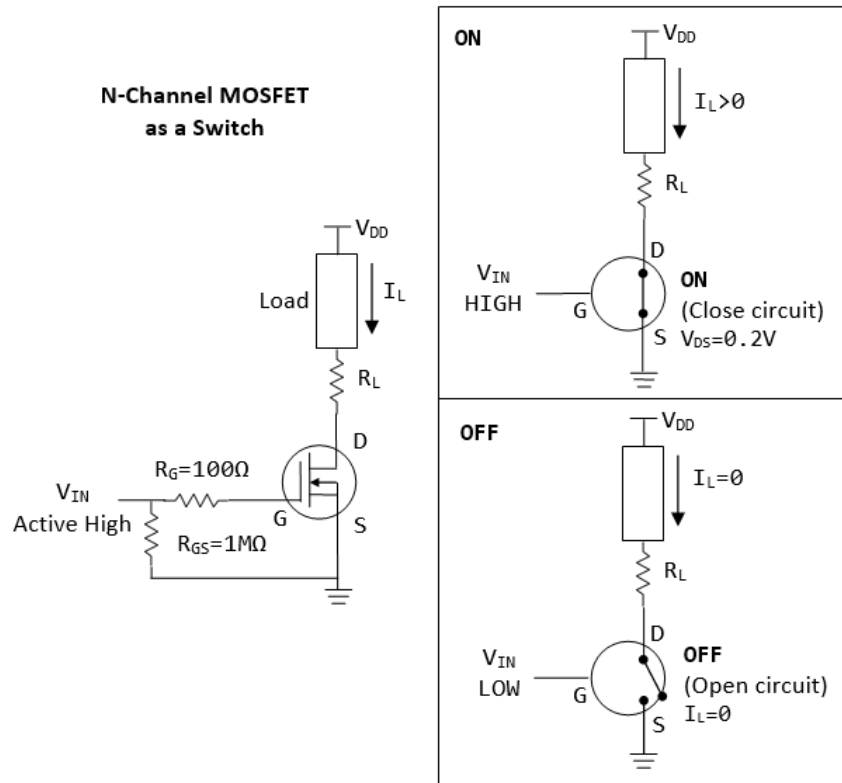 N-Channel MOSFET
as a Switch
V_DD
Load
I_L
R_L
D
R_G=100Ω
V_IN
Active High
G
S
R_GS=1MΩ
ON
V_DD
I_L>0
R_L
D
V_IN
HIGH
G
ON
(Close circuit)
V_DS=0.2V
S
OFF
V_DD
I_L=0
R_L
D
V_IN
LOW
G
OFF
(Open circuit)
I_L=0
S